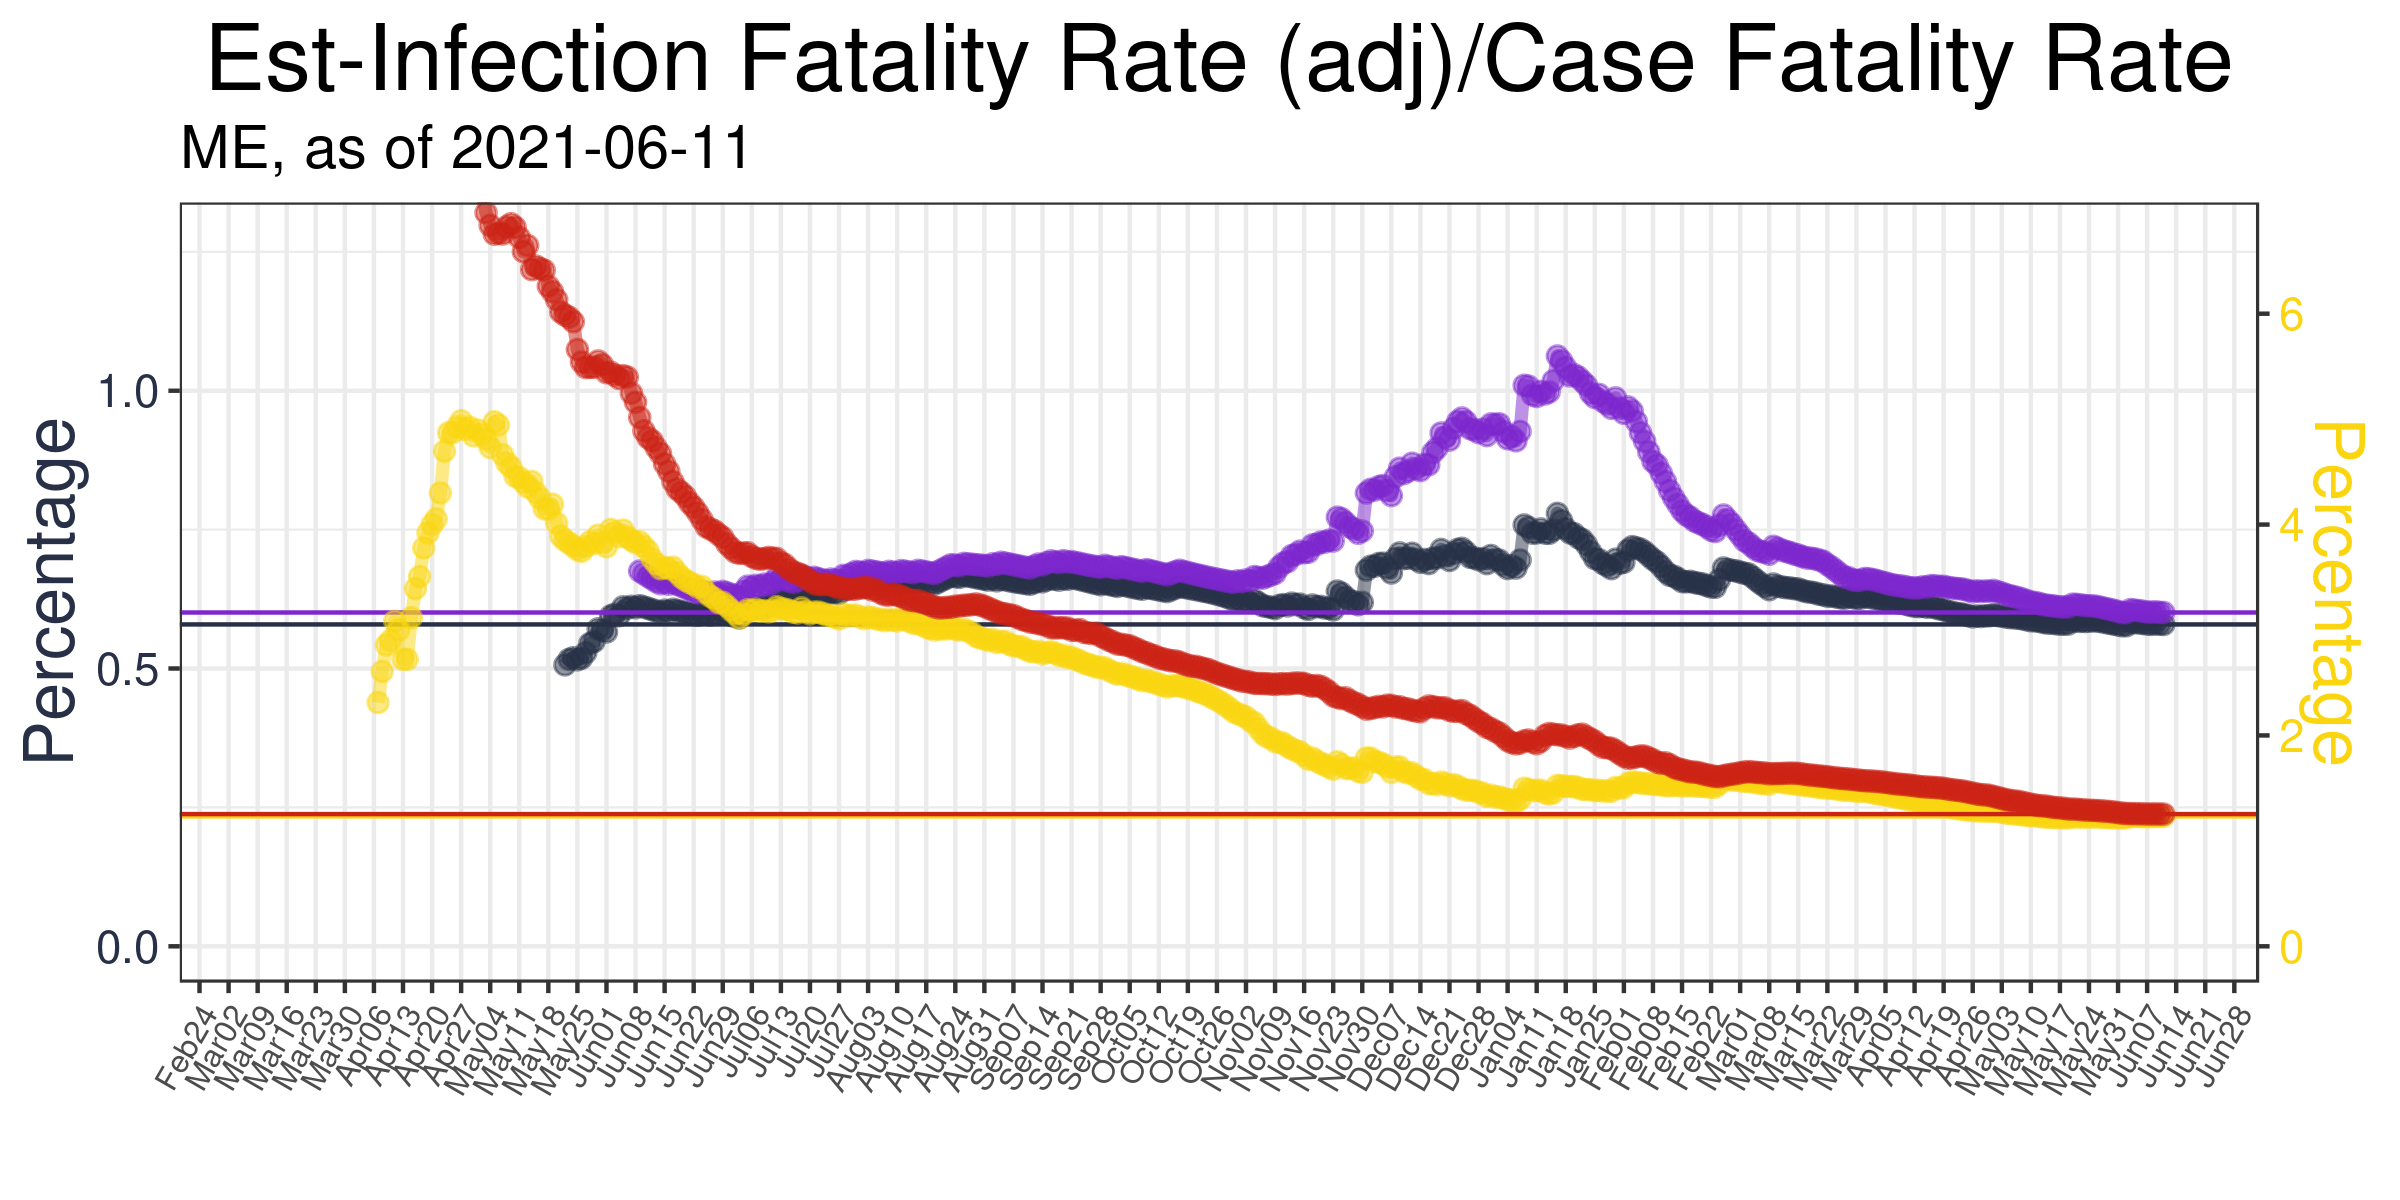 Est-Infection Fatality Rate (adj)/Case Fatality Rate
ME, as of 2021-06-11
Percentage
1.0
0.5
0.0
6
4
2
0
Percentage
Feb24
Mar02
Mar09
Mar16
Mar23
Mar30
Apr06
Apr13
Apr20
Apr27
May04
May11
May18
May25
Jun01
Jun08
Jun15
Jun22
Jun29
Jul06
Jul13
Jul20
Jul27
Aug03
Aug10
Aug17
Aug24
Aug31
Sep07
Sep14
Sep21
Sep28
Oct05
Oct12
Oct19
Oct26
Nov02
Nov09
Nov16
Nov23
Nov30
Dec07
Dec14
Dec21
Dec28
Jan04
Jan11
Jan18
Jan25
Feb01
Feb08
Feb15
Feb22
Mar01
Mar08
Mar15
Mar22
Mar29
Apr05
Apr12
Apr19
Apr26
May03
May10
May17
May24
May31
Jun07
Jun14
Jun21
Jun28